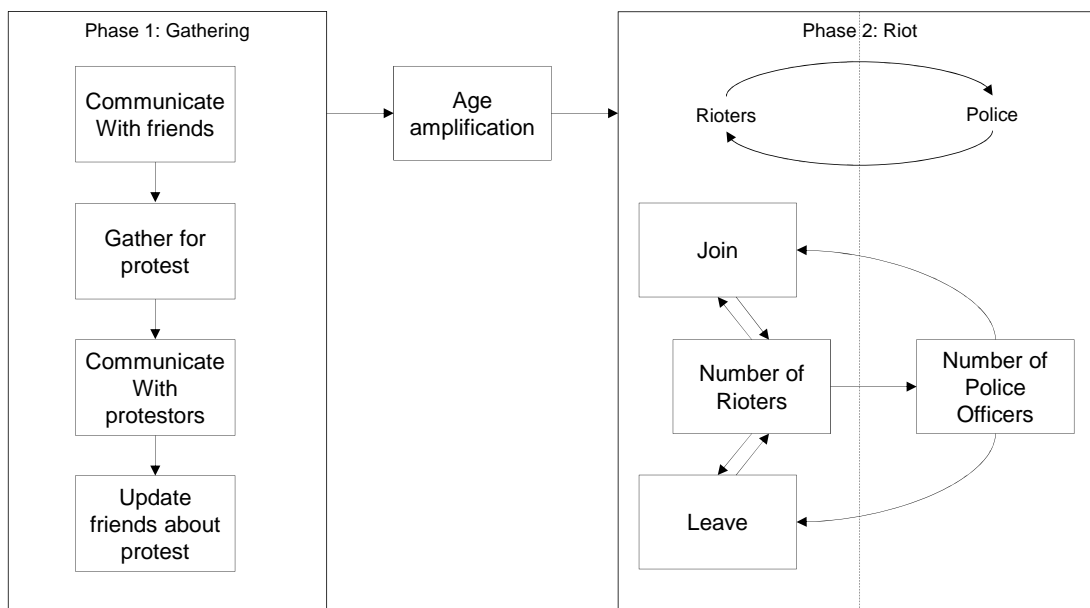 Phase 1: Gathering
Communicate
With friends
Gather for
protest
Communicate
With
protestors
Update
friends about
protest
Age
amplification
Phase 2: Riot
Rioters
Police
Join
Number of
Rioters
Number of
Police
Officers
Leave